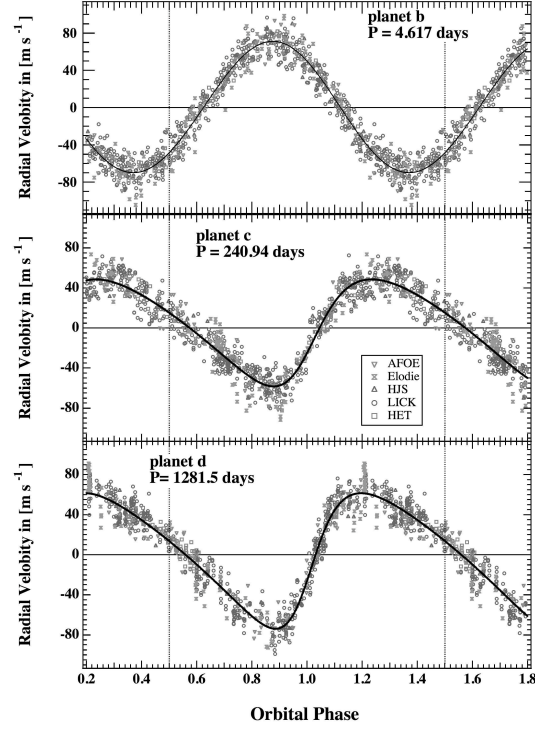 planet b
P = 4.617 days
Radial Velobity in [m s -1 ]
80
40
0
-40
-80
planet c
P = 240.94 days
Radial Velobity in [m s -1 ]
80
40
0
-40
-80
AFOE
Elodie
HJS
LICK
HET
planet d
P= 1281.5 days
Radial Velobity in [m s -1 ]
80
40
0
-40
-80
0.2 0.4 0.6 0.8 1.0 1.2 1.4 1.6 1.8
Orbital Phase